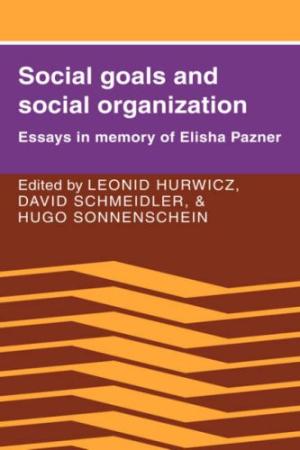 Social goals and
social organization
Essays in memory of Elisha Pazner
Edited by LEONID HURWICZ,
DAVID SCHMEIDLER, &
HUGO SONNENSCHEIN